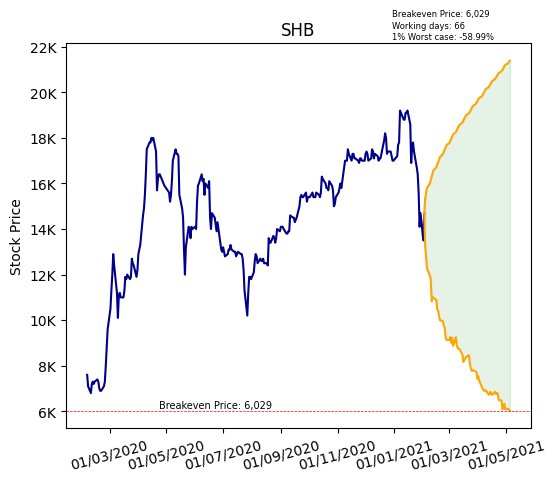 Breakeven Price: 6,029
Working days: 66
1% Worst case: -58.99%
SHB
22K
20K
18K
16K
14K
12K
10K
8K
6K
Stock Price
Breakeven Price: 6,029
01/03/2020
01/05/2020
01/07/2020
01/09/2020
01/11/2020
01/01/2021
01/03/2021
01/05/2021